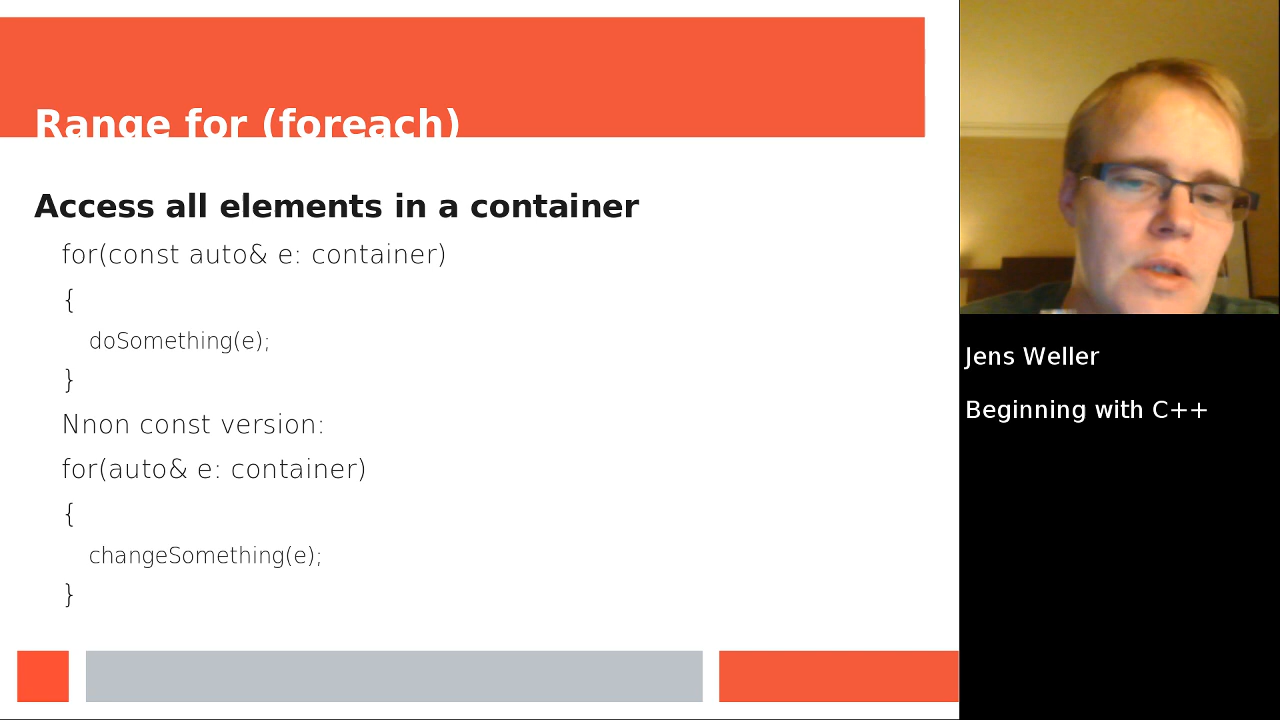 Range for (foreach)
Access all elements in a container
for(const auto& e: container)
{
doSomething(e);
}
Nnon const version:
for(auto& e: container)
{
changeSomething(e);
}
Jens Weller
Beginning with C++